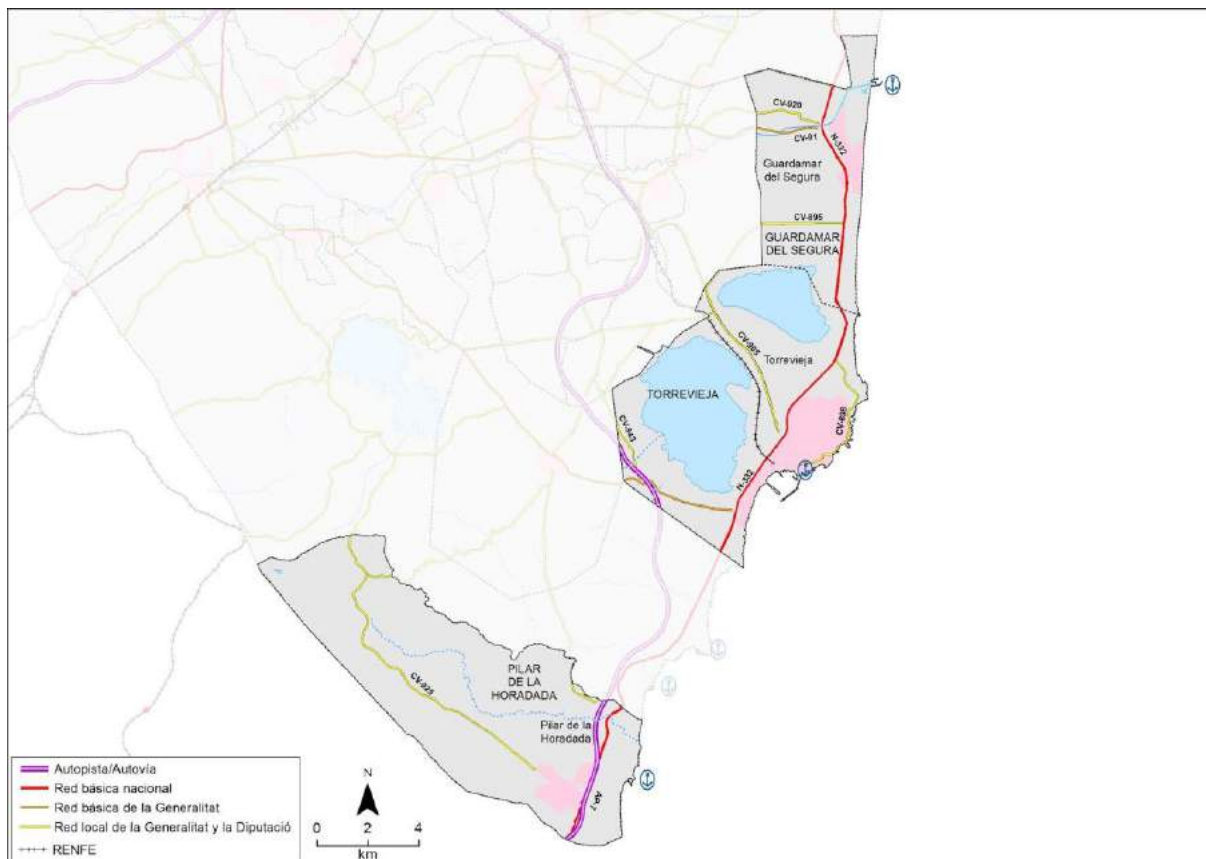 CV-920
CV-91
N-332
Guardamar
del Segura
CV-895
GUARDAMAR
DEL SEGURA
CV-905
Torrevieja
TORREVIEJA
CV-943
N-332
PILAR
DE LA
HORADADA
CV-925
Pilar de la
Horadada
AP-7
Autopista/Autovía
Red básica nacional
Red básica de la Generalitat
Red local de la Generalitat y la Diputació
RENFE
N
0 2 4
km